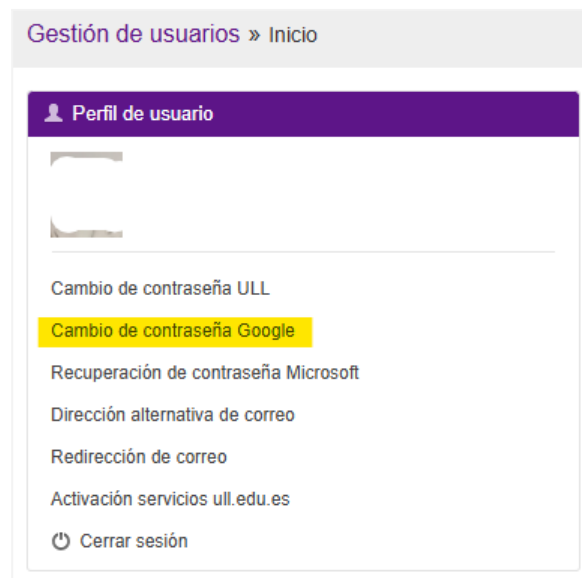 Gestión de usuarios » Inicio
Perfil de usuario
Cambio de contraseña ULL
Cambio de contraseña Google
Recuperación de contraseña Microsoft
Dirección alternativa de correo
Redirección de correo
Activación servicios ull.edu.es
Cerrar sesión